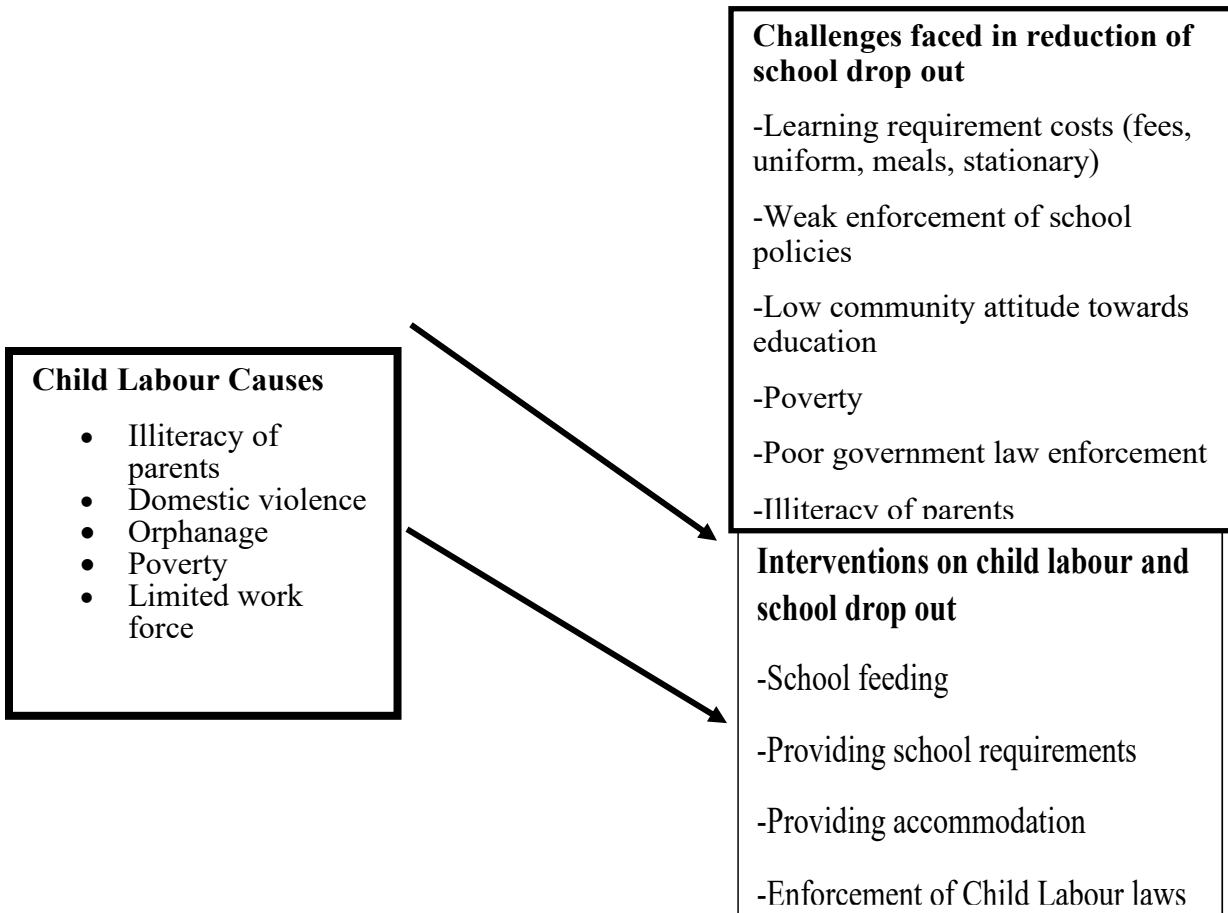 Challenges faced in reduction of
school drop out
-Learning requirement costs (fees,
uniform, meals, stationary)
-Weak enforcement of school
policies
-Low community attitude towards
education
-Poverty
-Poor government law enforcement
-Illiteracy of parents
Child Labour Causes
• Illiteracy of
parents
• Domestic violence
• Orphanage
• Poverty
• Limited work
force
Interventions on child labour and
school drop out
-School feeding
-Providing school requirements
-Providing accommodation
-Enforcement of Child Labour laws